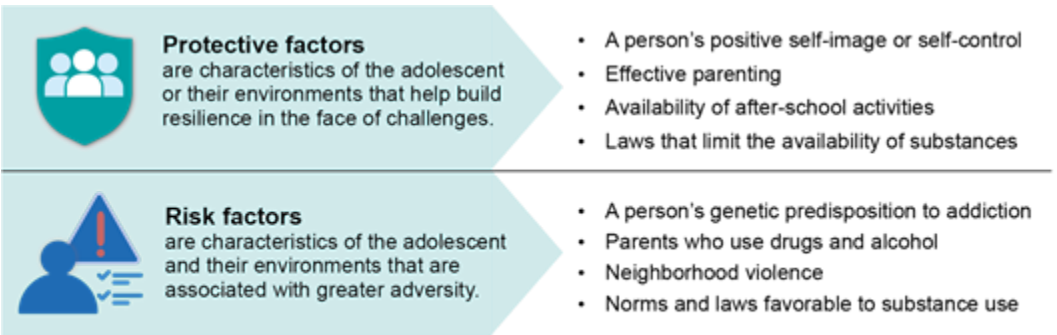 Protective factors
are characteristics of the adolescent
or their environments that help build
resilience in the face of challenges.
• A person's positive self-image or self-control
• Effective parenting
• Availability of after-school activities
• Laws that limit the availability of substances
Risk factors
are characteristics of the adolescent
and their environments that are
associated with greater adversity.
• A person's genetic predisposition to addiction
• Parents who use drugs and alcohol
• Neighborhood violence
• Norms and laws favorable to substance use